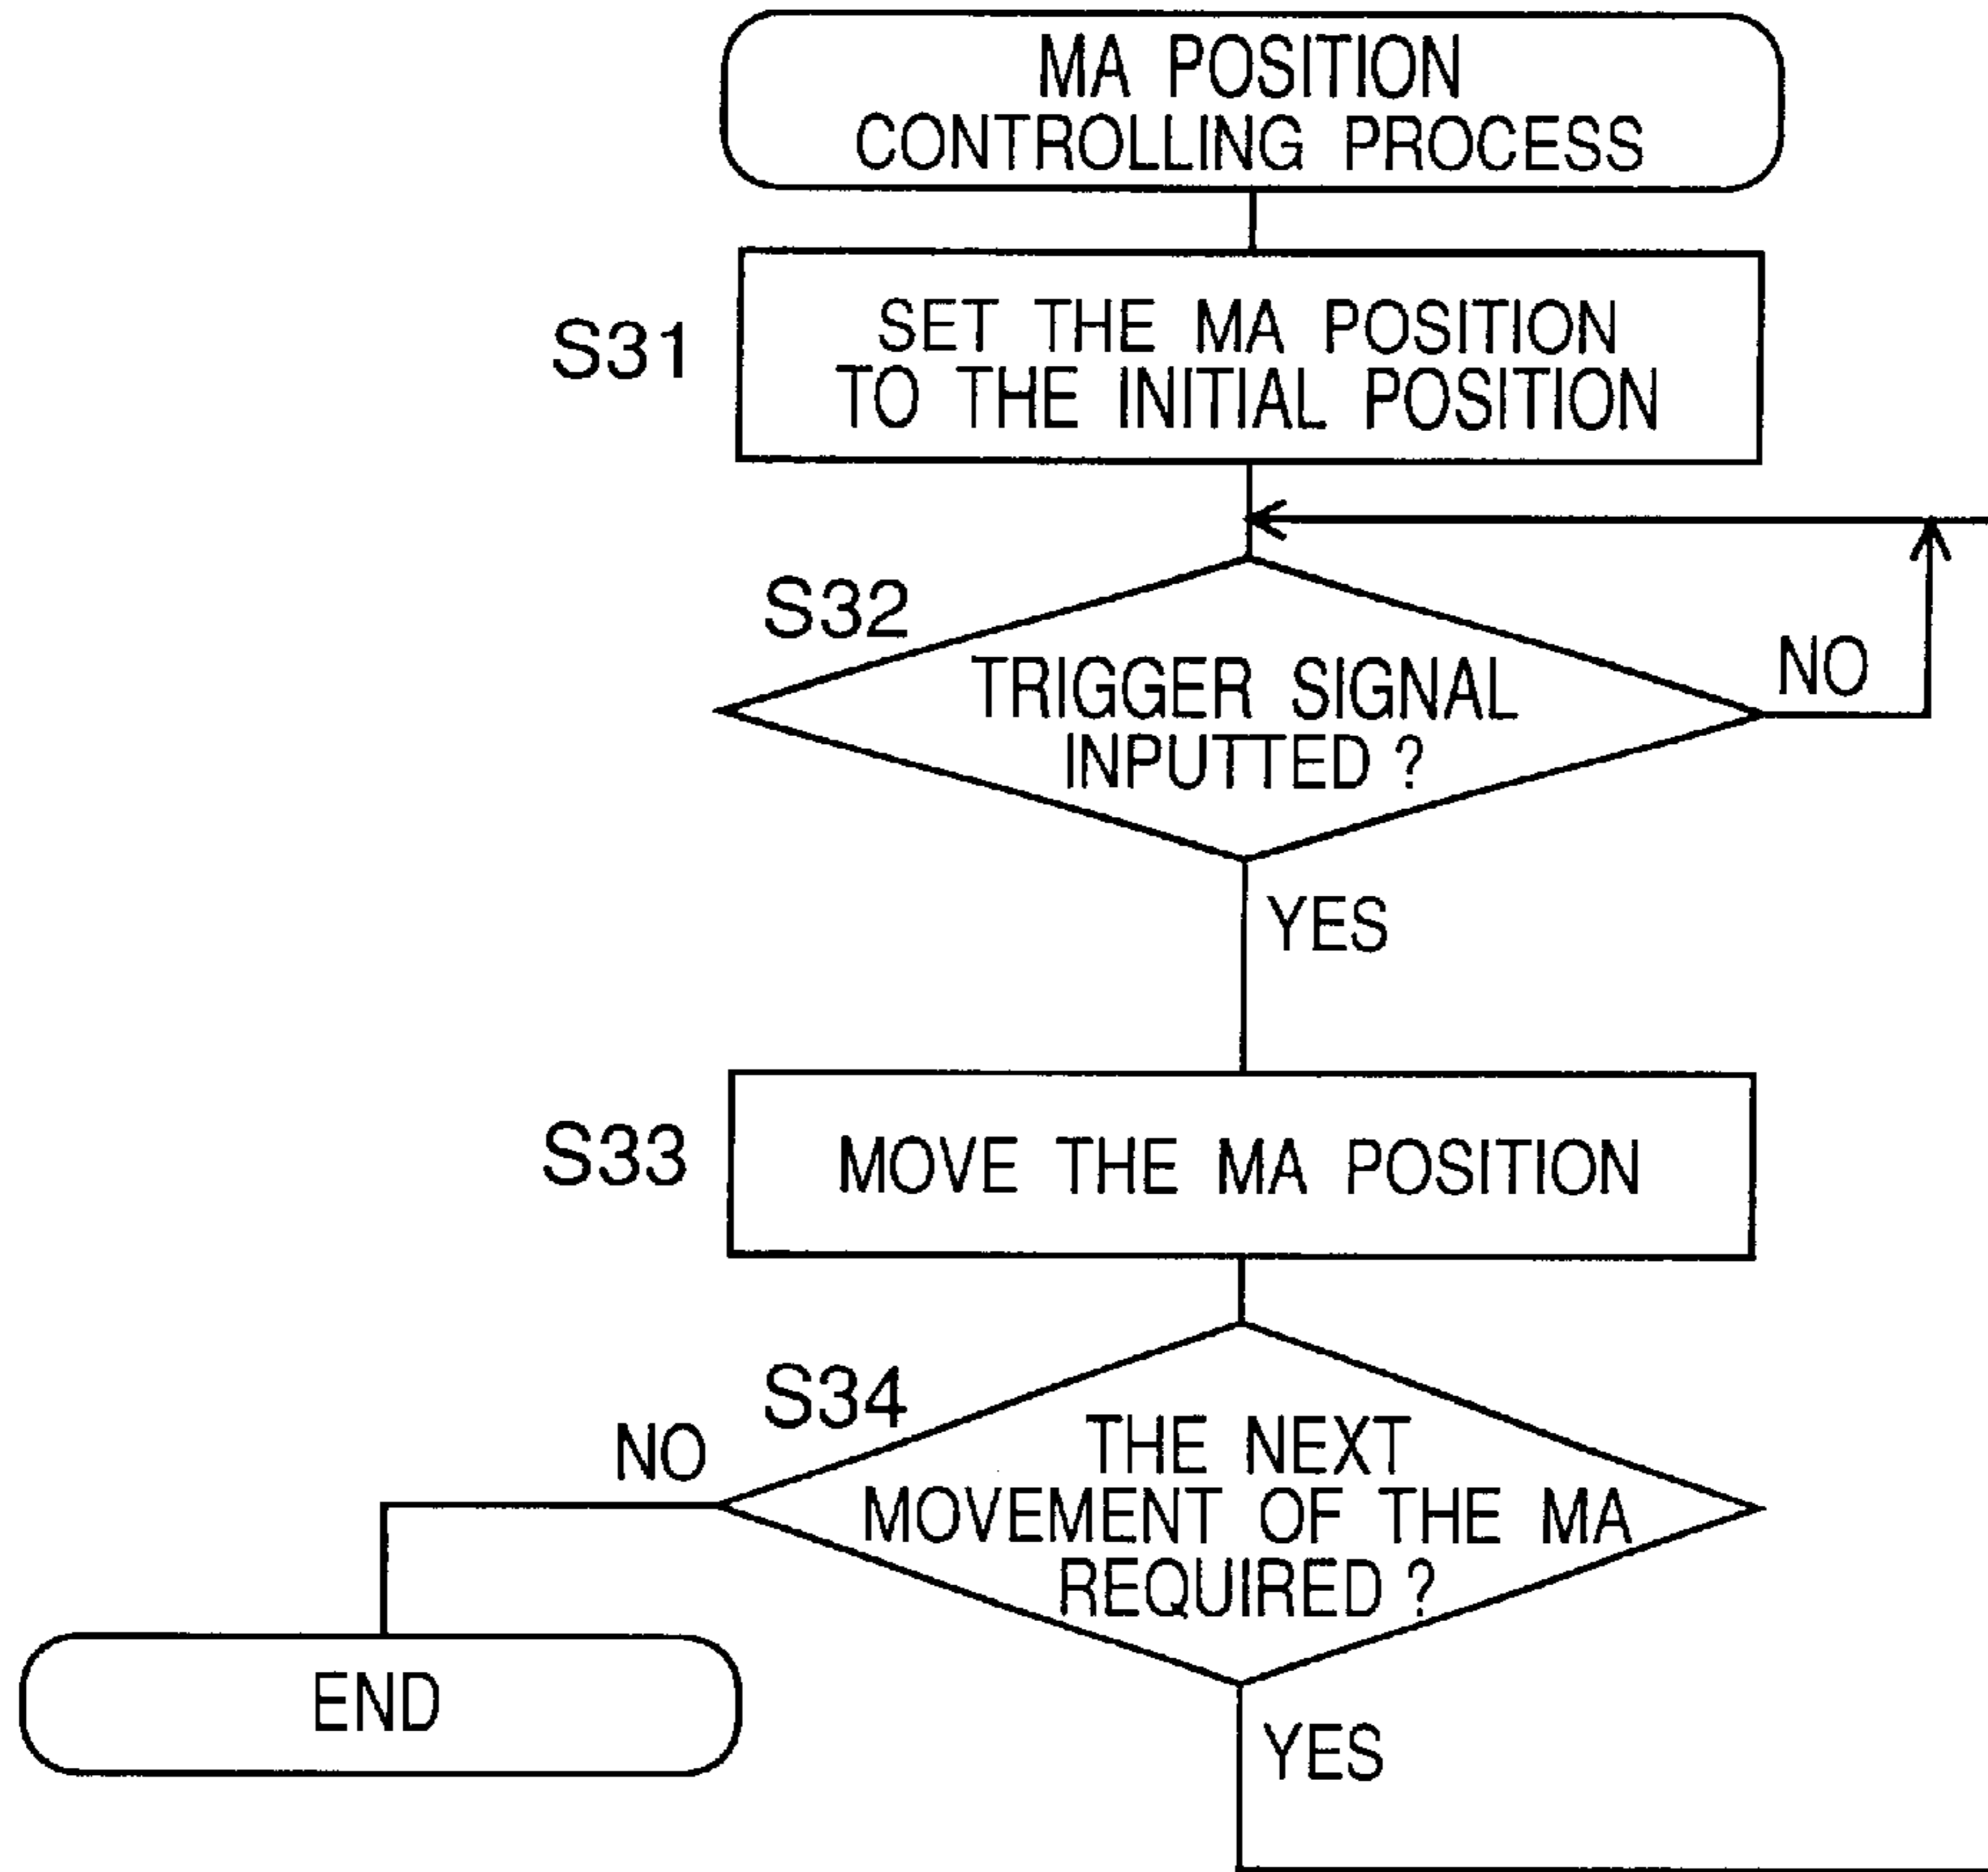 MA POSITION
CONTROLLING PROCESS
S31
SET THE MA POSITION
TO THE INITIAL POSITION
S32
TRIGGER SIGNAL
INPUTTED ?
NO
YES
S33
MOVE THE MA POSITION
S34
THE NEXT
MOVEMENT OF THE MA
REQUIRED ?
NO
END
YES